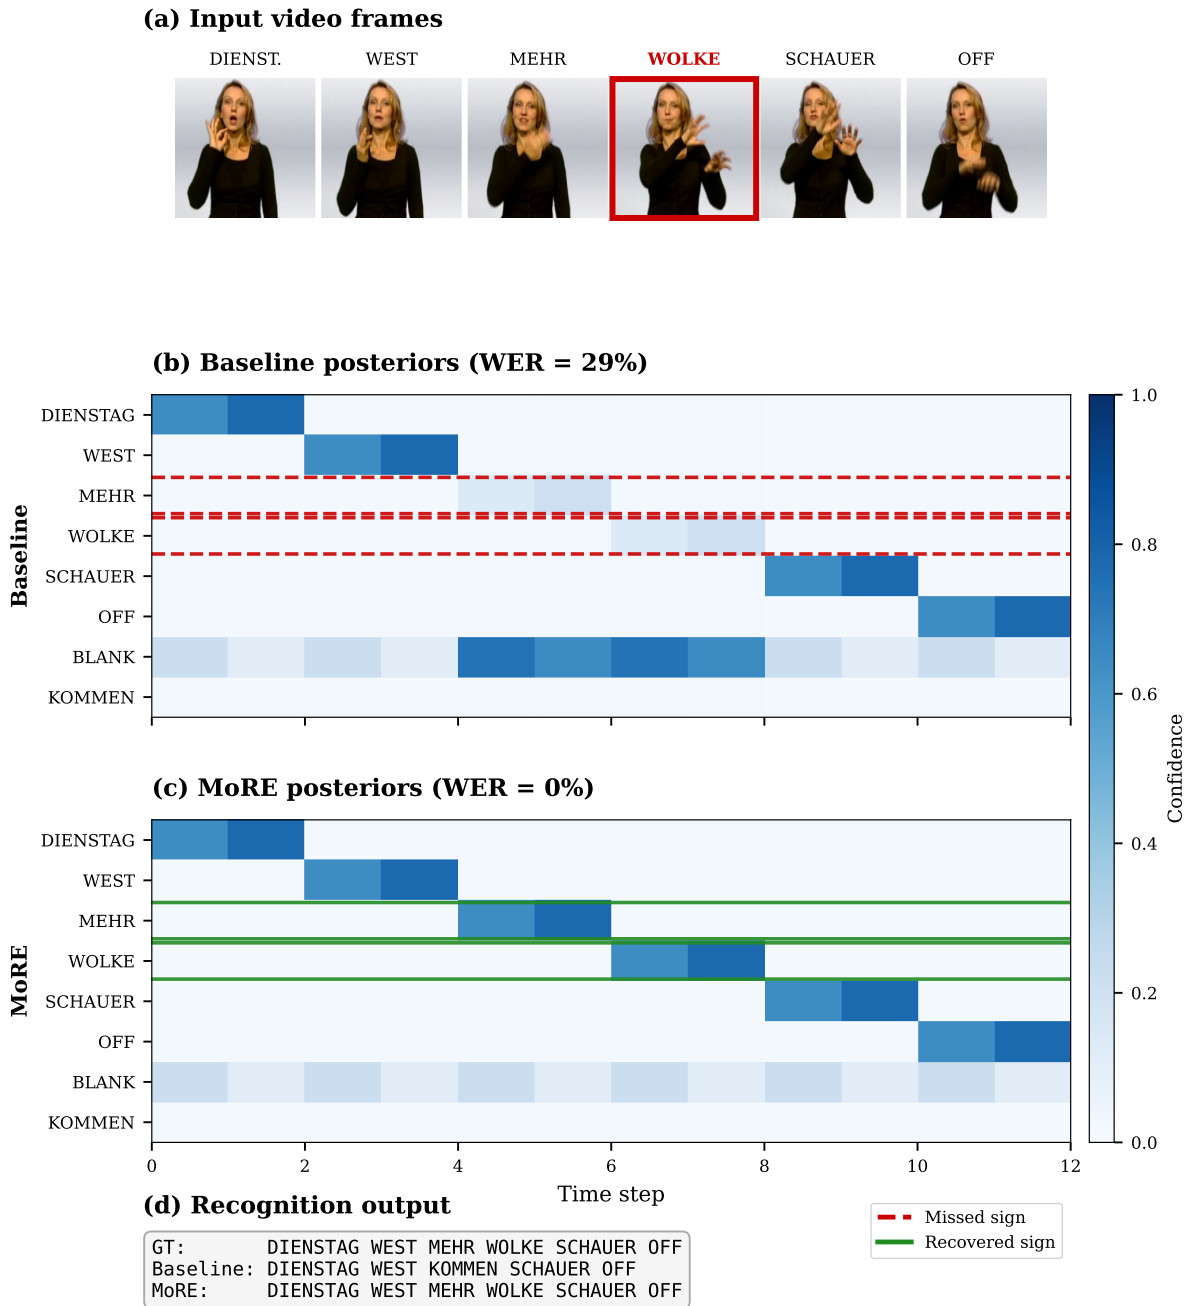 (a) Input video frames
DIENST. WEST MEHR WOLKE SCHAUER OFF
(b) Baseline posteriors (WER = 29%)
Baseline
DIENSTAG
WEST
MEHR
WOLKE
SCHAUER
OFF
BLANK
KOMMEN
(c) MoRE posteriors (WER = 0%)
MoRE
DIENSTAG
WEST
MEHR
WOLKE
SCHAUER
OFF
BLANK
KOMMEN
0 2 4 6 8 10 12
Time step
1.0
0.8
0.6
0.4
0.2
0.0
Confidence
(d) Recognition output
GT: DIENSTAG WEST MEHR WOLKE SCHAUER OFF
Baseline: DIENSTAG WEST KOMMEN SCHAUER OFF
MoRE: DIENSTAG WEST MEHR WOLKE SCHAUER OFF
Missed sign
Recovered sign